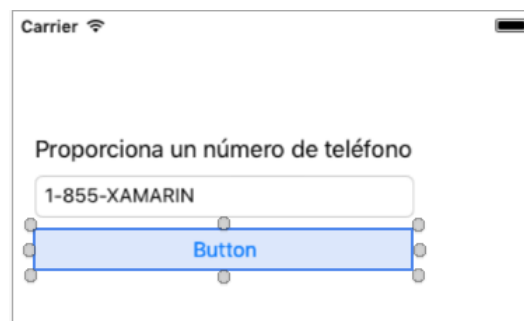 Carrier
Proporciona un número de teléfono
1-855-XAMARIN
Button